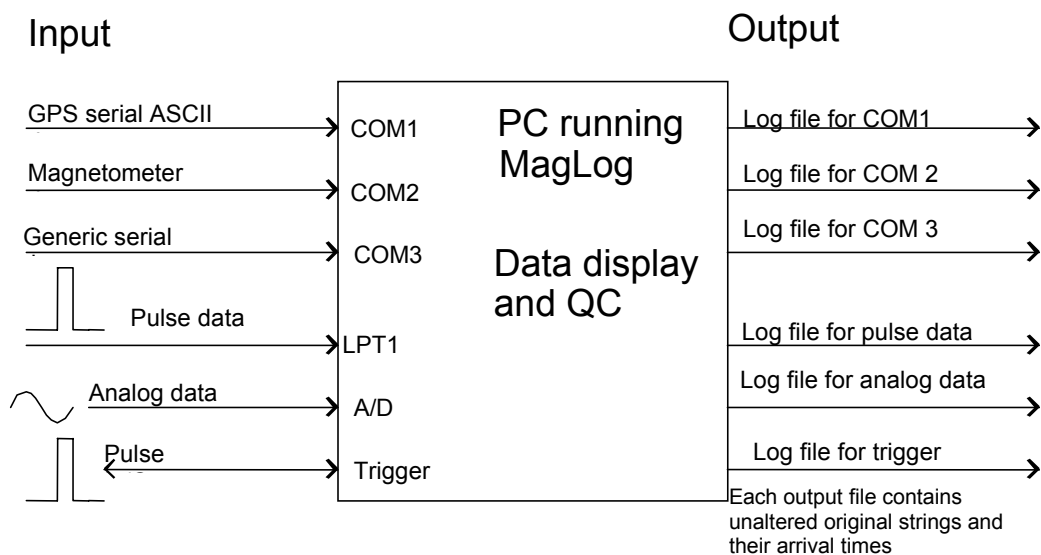 Input
Output
GPS serial ASCII
COM1
PC running
MagLog
Log file for COM1
Magnetometer
COM2
Log file for COM 2
Generic serial
COM3
Data display
and QC
Log file for COM 3
Pulse data
LPT1
Log file for pulse data
Analog data
A/D
Log file for analog data
Pulse
Trigger
Log file for trigger
Each output file contains
unaltered original strings and
their arrival times